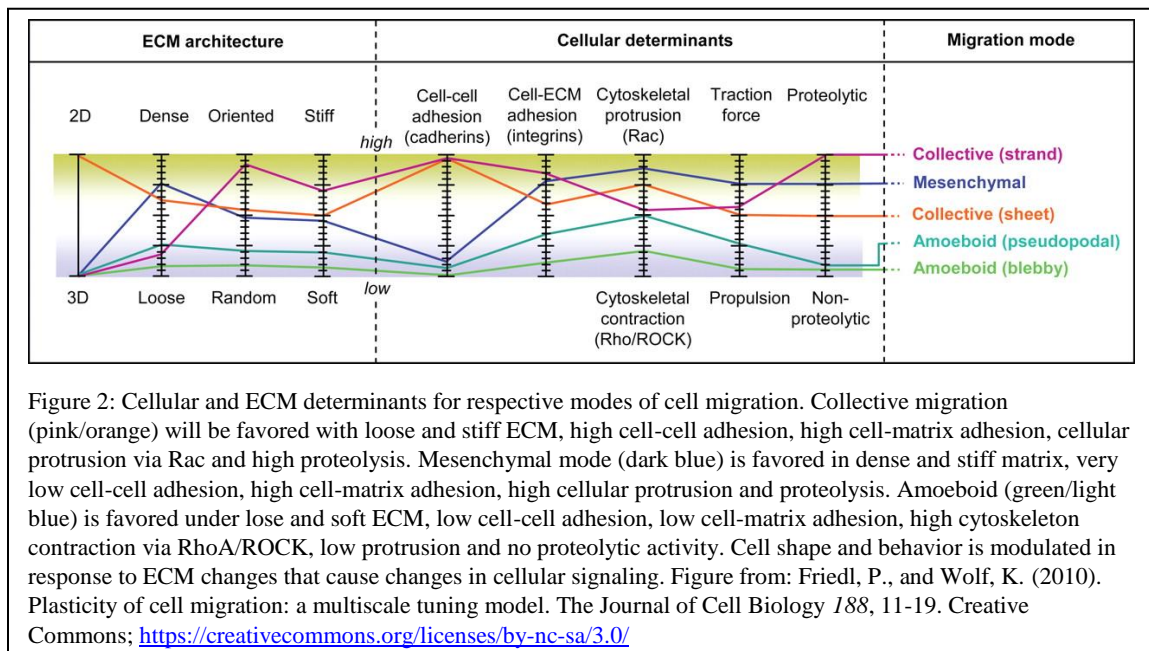 ECM architecture
Cellular determinants
Migration mode
2D
Dense
Oriented
Stiff
high
Cell-cell
adhesion
(cadherins)
Cell-ECM
adhesion
(integrins)
Cytoskeletal
protrusion
(Rac)
Traction
force
Proteolytic
Collective (strand)
Mesenchymal
Collective (sheet)
Amoeboid (pseudopodal)
Amoeboid (blebby)
3D
Loose
Random
Soft
low
Cytoskeletal
contraction
(Rho/ROCK)
Propulsion
Non-
proteolytic
Figure 2: Cellular and ECM determinants for respective modes of cell migration. Collective migration
(pink/orange) will be favored with loose and stiff ECM, high cell-cell adhesion, high cell-matrix adhesion, cellular
protrusion via Rac and high proteolysis. Mesenchymal mode (dark blue) is favored in dense and stiff matrix, very
low cell-cell adhesion, high cell-matrix adhesion, high cellular protrusion and proteolysis. Amoeboid (green/light
blue) is favored under lose and soft ECM, low cell-cell adhesion, low cell-matrix adhesion, high cytoskeleton
contraction via RhoA/ROCK, low protrusion and no proteolytic activity. Cell shape and behavior is modulated in
response to ECM changes that cause changes in cellular signaling. Figure from: Friedl, P., and Wolf, K. (2010).
Plasticity of cell migration: a multiscale tuning model. The Journal of Cell Biology 188, 11-19. Creative
Commons; https://creativecommons.org/licenses/by-nc-sa/3.0/